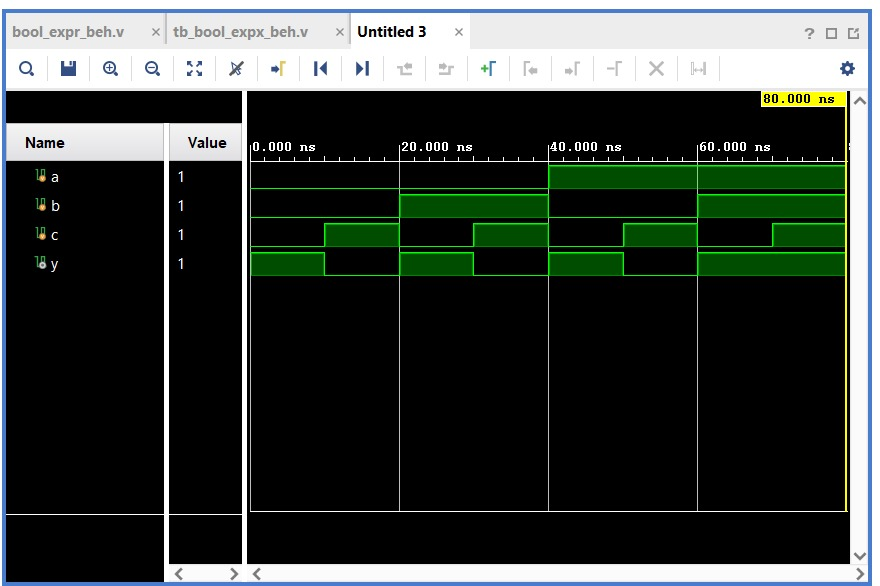 bool_expr_beh.v × tb_bool_expx_beh.v × Untitled 3 ×
?
80.000 ns
Name Value 0.000 ns 20.000 ns 40.000 ns 60.000 ns
a 1
b 1
c 1
y 1